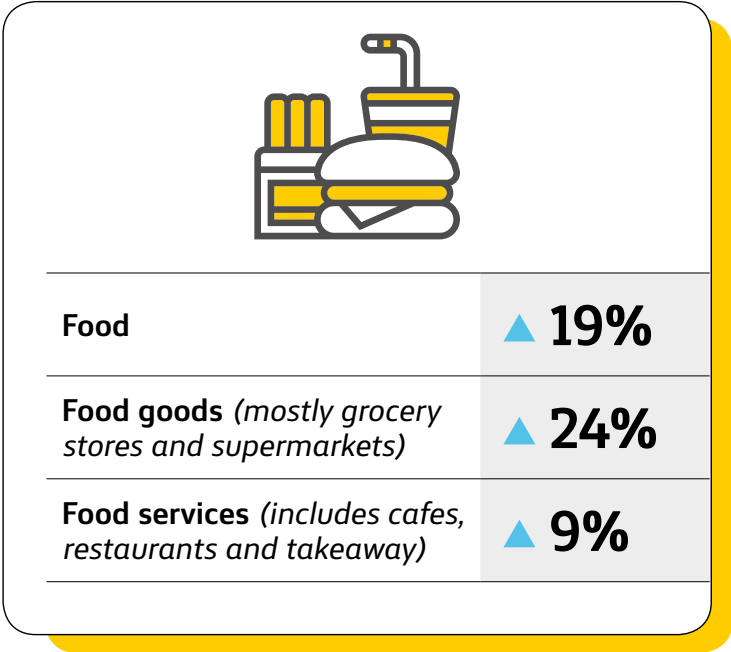 Food
▲ 19%
Food goods (mostly grocery
stores and supermarkets)
▲ 24%
Food services (includes cafes,
restaurants and takeaway)
▲ 9%